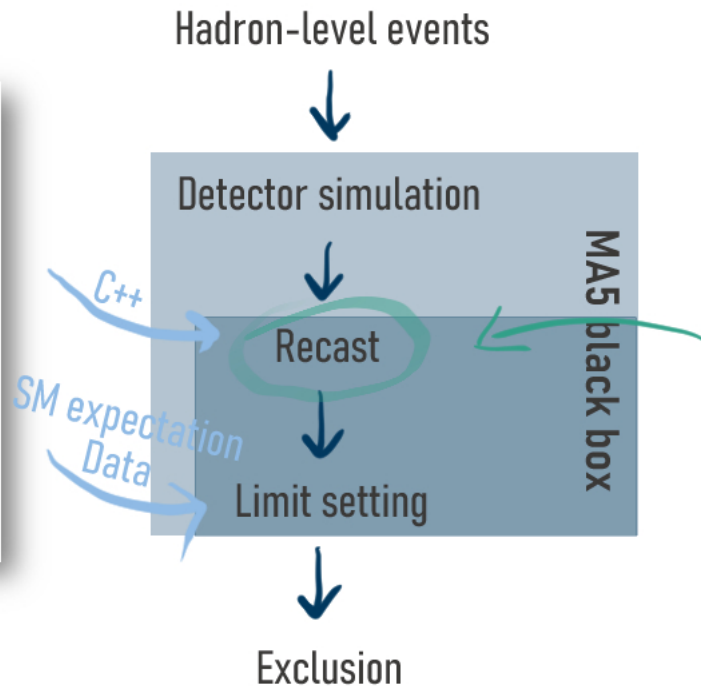 Hadron-level events
Detector simulation
MA5 black box
C++
Recast
SM expectation
Data
Limit setting
Exclusion